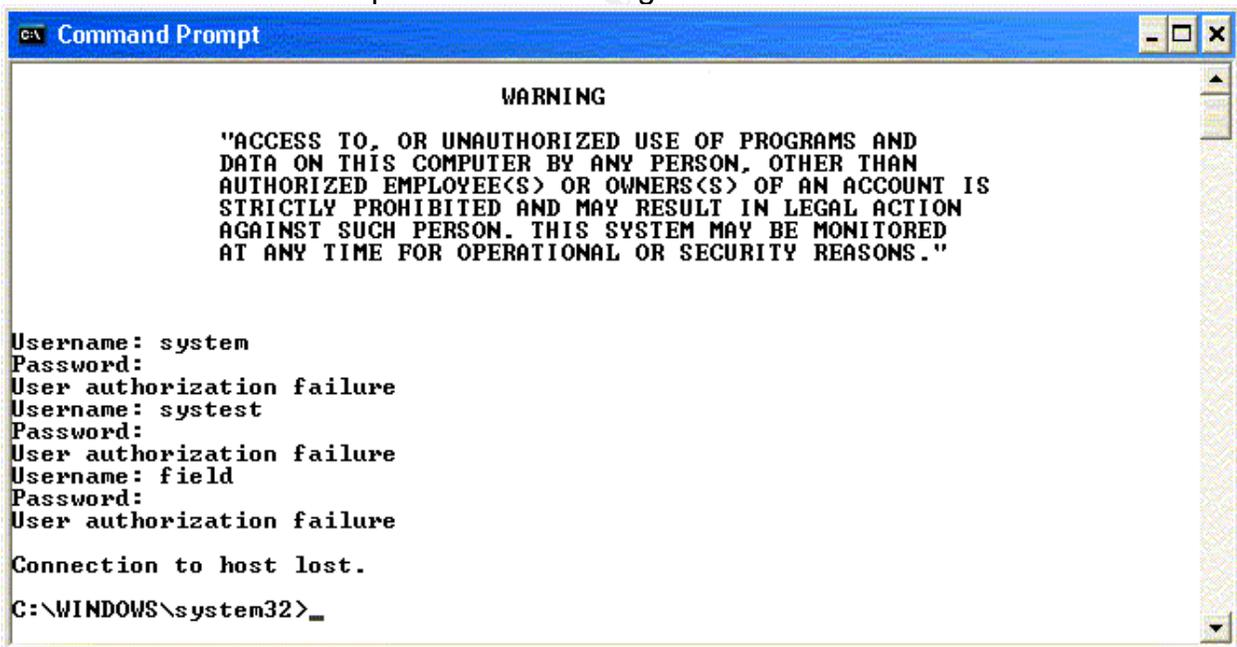 Command Prompt
WARNING
"ACCESS TO, OR UNAUTHORIZED USE OF PROGRAMS AND
DATA ON THIS COMPUTER BY ANY PERSON, OTHER THAN
AUTHORIZED EMPLOYEE(S) OR OWNERS(S) OF AN ACCOUNT IS
STRICTLY PROHIBITED AND MAY RESULT IN LEGAL ACTION
AGAINST SUCH PERSON. THIS SYSTEM MAY BE MONITORED
AT ANY TIME FOR OPERATIONAL OR SECURITY REASONS."
Username: system
Password:
User authorization failure
Username: systest
Password:
User authorization failure
Username: field
Password:
User authorization failure
Connection to host lost.
C:\WINDOWS\system32>_